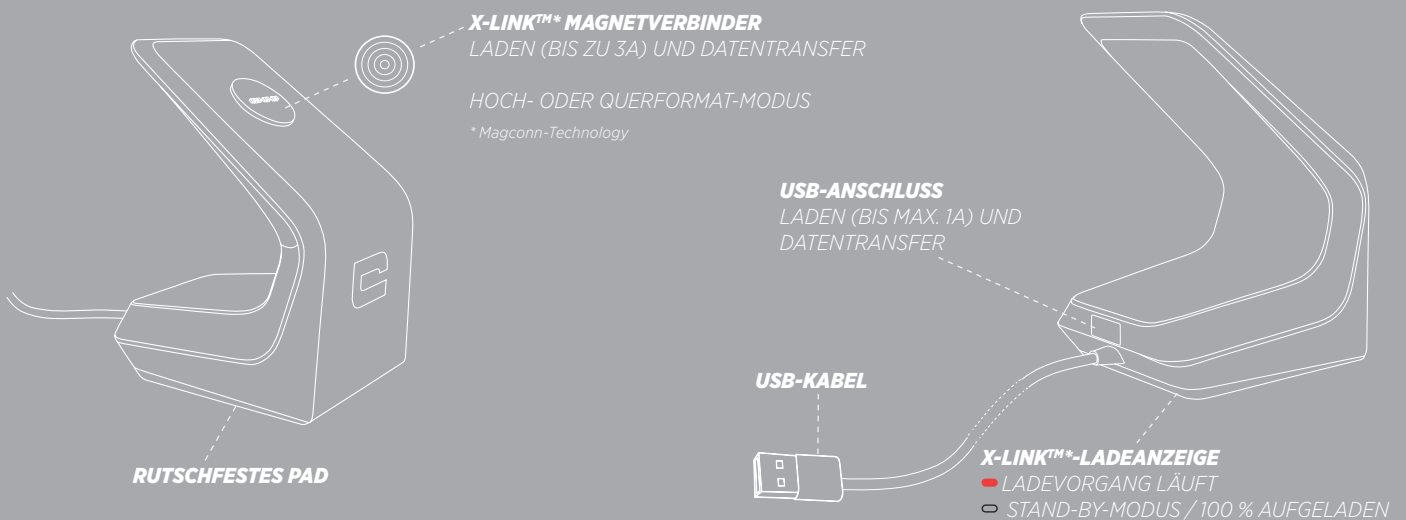 X-LINK™* MAGNETVERBINDER
LADEN (BIS ZU 3A) UND DATENTRANSFER
HOCH- ODER QUERFORMAT-MODUS
* Magconn-Technology
USB-ANSCHLUSS
LADEN (BIS MAX. 1A) UND
DATENTRANSFER
USB-KABEL
RUTSCHFESTES PAD
X-LINK™*-LADEANZEIGE
LADEVORGANG LÄUFT
STAND-BY-MODUS / 100 % AUFGELADEN